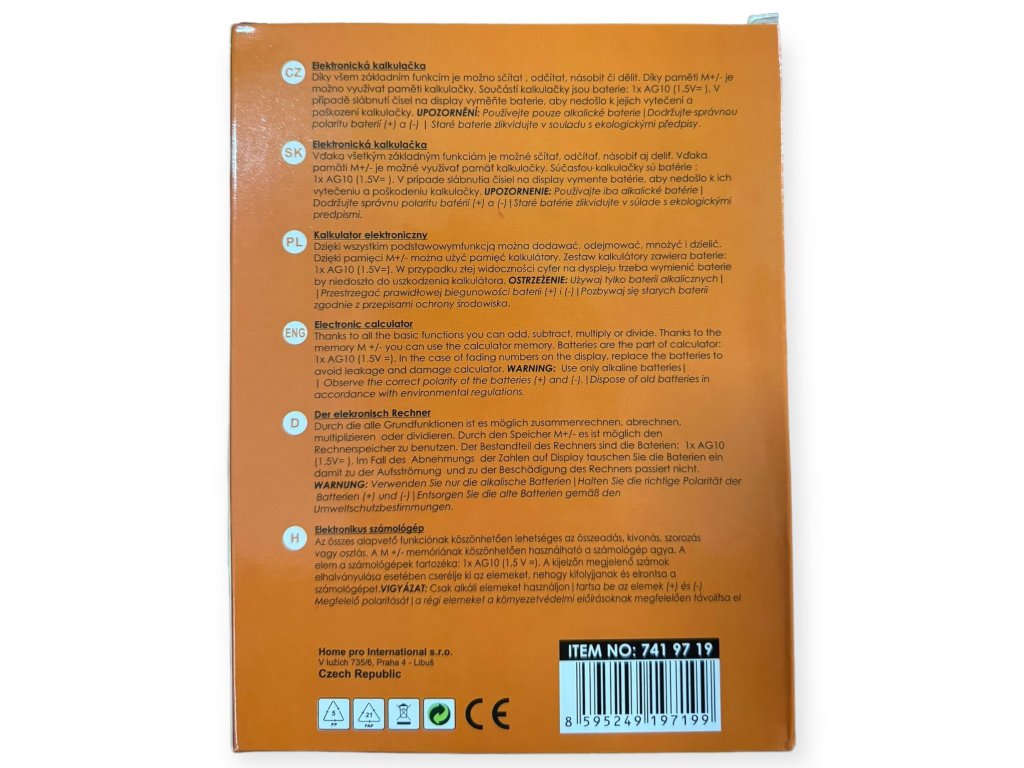 CZ
Elektronická kalkulačka
Díky všem základním funkcím je možno sčítat , odčítat, násobit či dělit. Díky paměti M+/- je
možno využívat paměti kalkulačky. Součástí kalkulačky jsou baterie: 1x AG10 (1.5V= ). V
případě slábnutí čísel na display vyměňte baterie, aby nedošlo k jejich vytečení a
poškození kalkulačky. UPOZORNĚNÍ: Používejte pouze alkalické baterie|Dodržujte správnou
polaritu baterií (+) a (-) | Staré baterie zlikvidujte v souladu s ekologickými předpisy.
SK
Elektronická kalkulačka
Vďaka všetkým základným funkciám je možné sčítať, odčítať, násobiť aj deliť. Vďaka
pamäti M+/- je možné využívať pamäť kalkulačky. Súčasťou kalkulačky sú batérie :
1x AG10 (1.5V= ). V prípade slábnutia čísiel na display vymente batérie, aby nedošlo k ich
vytečeniu a poškodeniu kalkulačky. UPOZORNENIE: Používajte iba alkalické batérie|
Dodržujte správnu polaritu batérií (+) a (-)|Staré batérie zlikvidujte v súlade s ekologickými
predpismi.
PL
Kalkulator elektroniczny
Dzięki wszystkim podstawowymfunkcją można dodawać, odejmować, mnożyć i dzielić.
Dzięki pamięci M+/- można użyć pamięć kalkulátory. Zestaw kalkulátory zawiera baterie:
1x AG10 (1.5V=). W przypadku złej widoczności cyfer na dyspleju trzeba wymienić baterie
by niedoszło do uszkodzenia kalkulátora. OSTRZEŻENIE: Używaj tylko baterii alkalicznych|
|Przestrzegać prawidłowej biegunowości baterii (+) i (-)|Pozbywaj się starych baterii
zgodnie z przepisami ochrony środowiska.
ENG
Electronic calculator
Thanks to all the basic functions you can add, subtract, multiply or divide. Thanks to the
memory M +/- you can use the calculator memory. Batteries are the part of calculator:
1x AG10 (1.5V =). In the case of fading numbers on the display, replace the batteries to
avoid leakage and damage calculator. WARNING: Use only alkaline batteries|
| Observe the correct polarity of the batteries (+) and (-). |Dispose of old batteries in
accordance with environmental regulations.
D
Der elekronisch Rechner
Durch die alle Grundfunktionen ist es möglich zusammenrechnen, abrechnen,
multiplizieren oder dividieren. Durch den Speicher M+/- es ist möglich den
Rechnerspeicher zu benutzen. Der Bestandteil des Rechners sind die Baterien: 1x AG10
(1.5V= ). Im Fall des Abnehmungs der Zahlen auf Display tauschen Sie die Baterien ein
damit zu der Aufsströmung und zu der Beschädigung des Rechners passiert nicht.
WARNUNG: Verwenden Sie nur die alkalische Batterien|Halten Sie die richtige Polarität der
Batterien (+) und (-)|Entsorgen Sie die alte Batterien gemäß den
Umweltschutzbestimmungen.
H
Elektronikus számológép
Az összes alapvető funkciónak köszönhetően lehetséges az összeadás, kivonás, szorozás
vagy osztás. A M +/- memóriának köszönhetően használható a számológép agya. A
elem a számológépek tartozéka: 1x AG10 (1.5 V =). A kijelzőn megjelenő számok
elhalványulása esetében cserélje ki az elemeket, nehogy kifolyjanak és elrontsa a
számológépet.VIGYÁZAT: Csak alkáli elemeket használjon|tartsa be az elemek (+) és (-)
Megfelelő polaritását|a régi elemeket a környezetvédelmi előírásoknak megfelelően távolítsa el
Home pro International s.r.o.
V lužích 735/6, Praha 4 - Libuš
Czech Republic
ITEM NO: 741 97 19
5
PP
21
PAP
CE
8 595249 197199